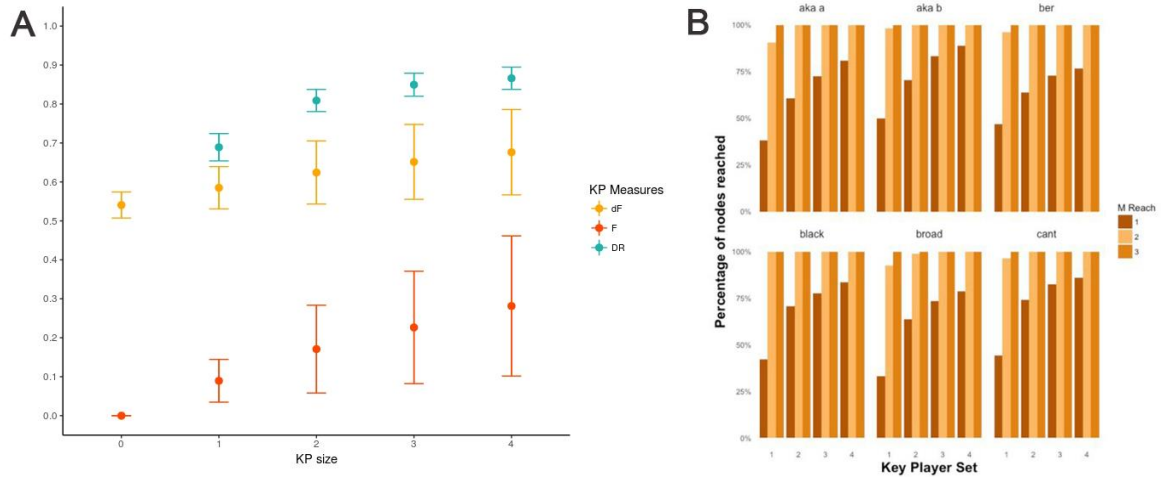 A
1.0
0.9
0.8
0.7
0.6
0.5
0.4
0.3
0.2
0.1
0.0
0 1 2 3 4
KP size
KP Measures
dF
F
DR
B
aka a aka b ber
100%
75%
50%
25%
0%
black broad cant
100%
75%
50%
25%
0%
1 2 3 4 1 2 3 4 1 2 3 4
Percentage of nodes reached
Key Player Set
M Reach
1
2
3